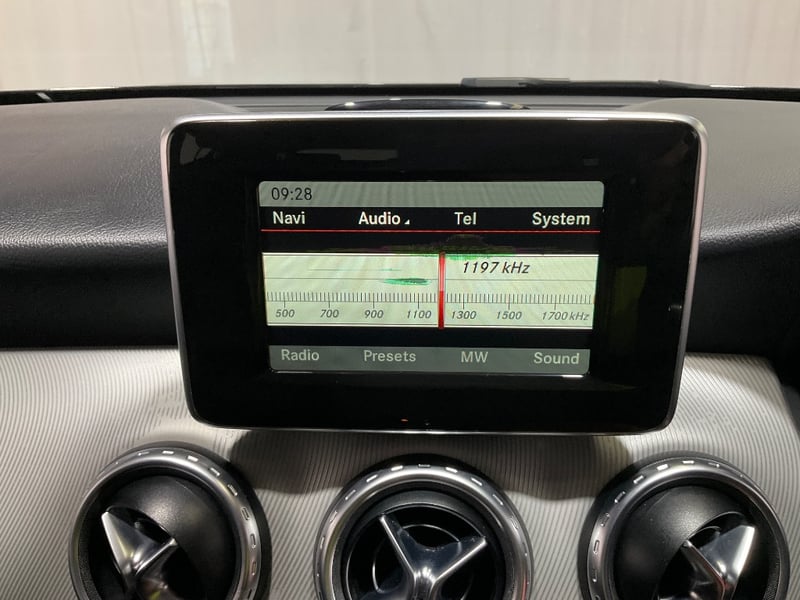 09:28
Navi Audio Tel System
1197 kHz
500 700 900 1100 1300 1500 1700 kHz
Radio Presets MW Sound